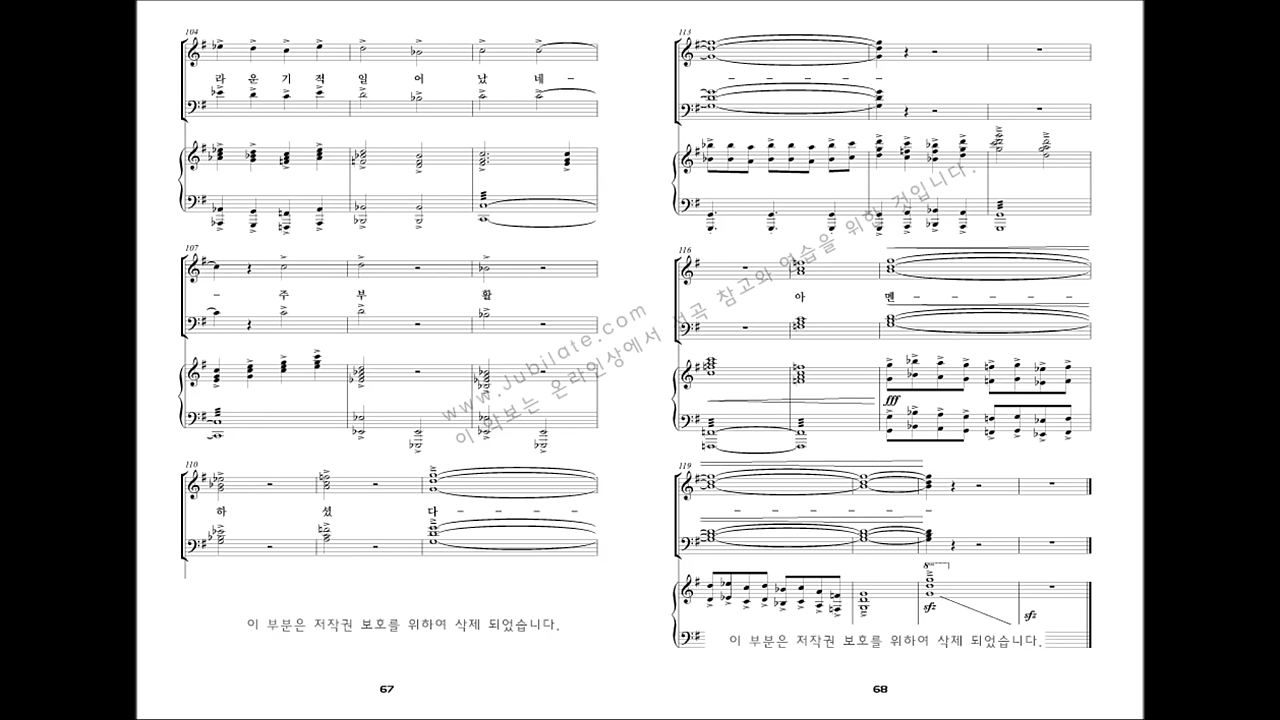 104
라 운 기 적 일 어 났 네 -
107
- 주 부 활
110
하 셨 다 - - - -
이 부분은 저작권 보호를 위하여 삭제 되었습니다.
67
113
- - - -
116
아 멘 - - - - - -
fff
119
- - - - - - - -
8va
sfz
sfz
이 부분은 저작권 보호를 위하여 삭제 되었습니다.
68
www.Jubilate.com
이 악보는 온라인상에서 선곡 참고와 연습을 위한 것입니다.